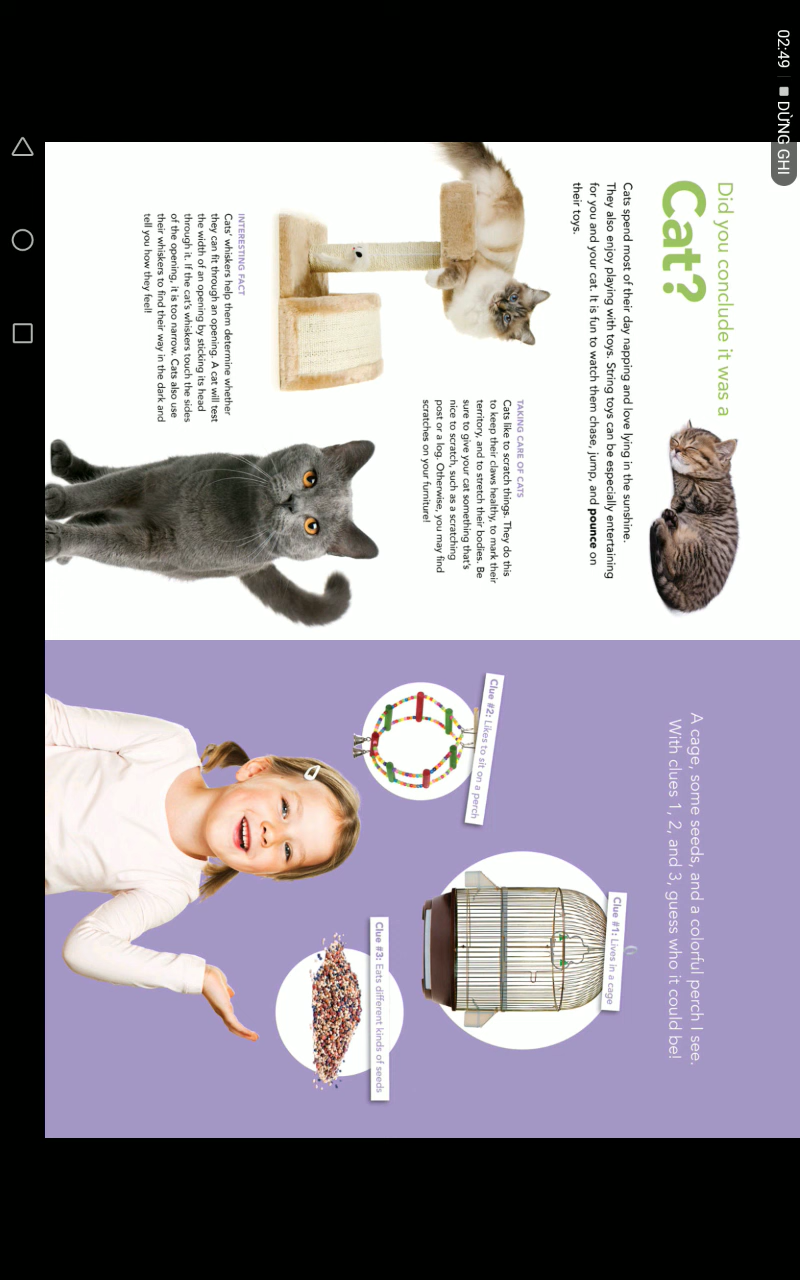 02:49
DỪNG GHI
Did you conclude it was a
Cat?
Cats spend most of their day napping and love lying in the sunshine.
They also enjoy playing with toys. String toys can be especially entertaining
for you and your cat. It is fun to watch them chase, jump, and pounce on
their toys.
TAKING CARE OF CATS
Cats like to scratch things. They do this
to keep their claws healthy, to mark their
territory, and to stretch their bodies. Be
sure to give your cat something that's
nice to scratch, such as a scratching
post or a log. Otherwise, you may find
scratches on your furniture!
INTERESTING FACT
Cats' whiskers help them determine whether
they can fit through an opening. A cat will test
the width of an opening by sticking its head
through it. If the cat's whiskers touch the sides
of the opening, it is too narrow. Cats also use
their whiskers to find their way in the dark and
tell you how they feel!
A cage, some seeds, and a colorful perch I see.
With clues 1, 2, and 3, guess who it could be!
Clue #1: Lives in a cage
Clue #2: Likes to sit on a perch
Clue #3: Eats different kinds of seeds